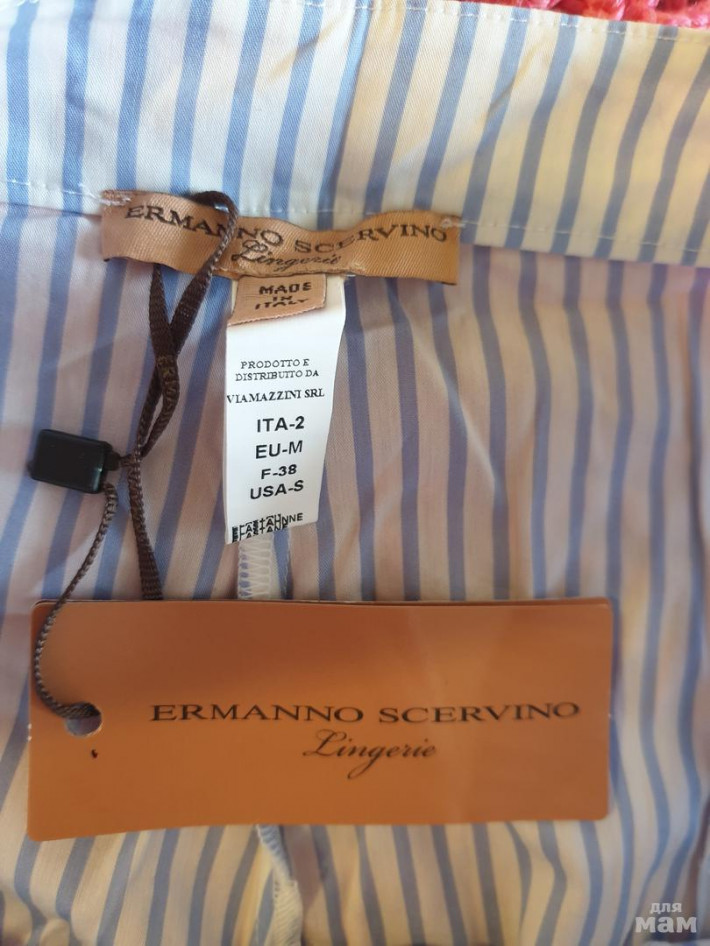 ERMANNO SCERVINO
Lingerie
MADE
IN
ITALY
PRODOTTO E
DISTRIBUITO DA
VIAMAZZINI SRL
ITA-2
EU-M
F-38
USA-S
ERMANNO SCERVINO
Lingerie
для
мам